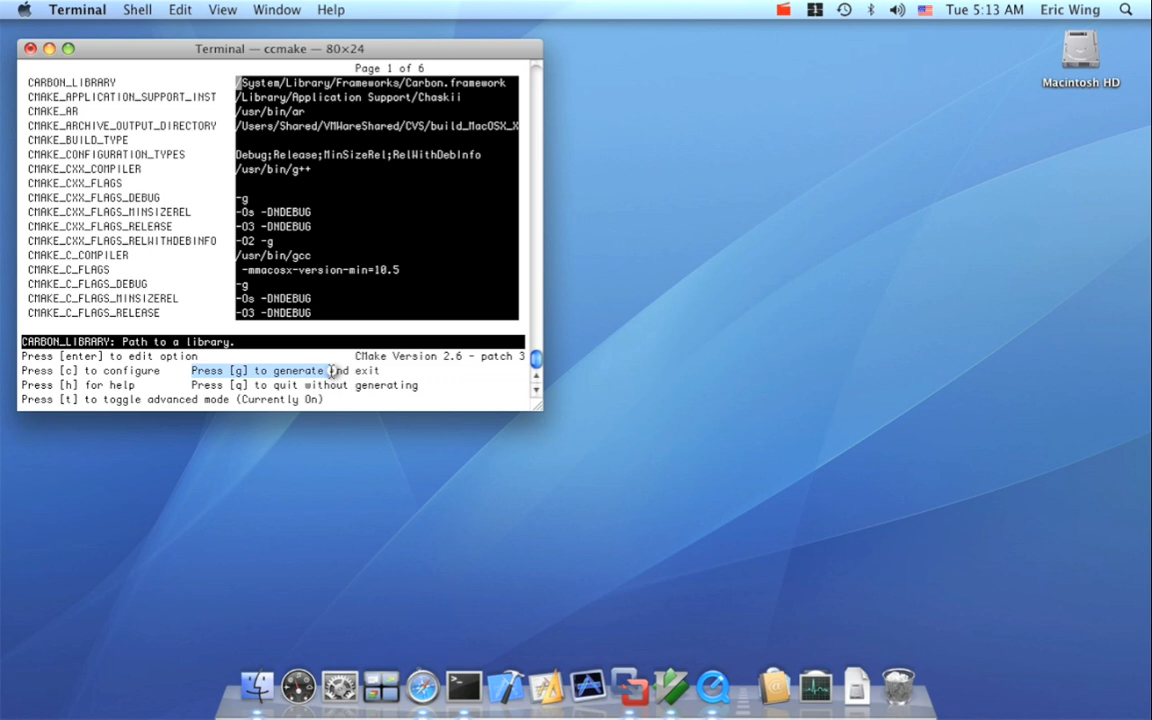 Terminal Shell Edit View Window Help Tue 5:13 AM Eric Wing
Terminal — ccmake — 80×24
Macintosh HD
Page 1 of 6
CARBON_LIBRARY /System/Library/Frameworks/Carbon.framework
CMAKE_APPLICATION_SUPPORT_INST /Library/Application Support/Chaskii
CMAKE_AR /usr/bin/ar
CMAKE_ARCHIVE_OUTPUT_DIRECTORY /Users/Shared/VMWareShared/CVS/build_MacOSX_X
CMAKE_BUILD_TYPE
CMAKE_CONFIGURATION_TYPES Debug;Release;MinSizeRel;RelWithDebInfo
CMAKE_CXX_COMPILER /usr/bin/g++
CMAKE_CXX_FLAGS
CMAKE_CXX_FLAGS_DEBUG -g
CMAKE_CXX_FLAGS_MINSIZEREL -Os -DNDEBUG
CMAKE_CXX_FLAGS_RELEASE -O3 -DNDEBUG
CMAKE_CXX_FLAGS_RELWITHDEBINFO -O2 -g
CMAKE_C_COMPILER /usr/bin/gcc
CMAKE_C_FLAGS -mmacosx-version-min=10.5
CMAKE_C_FLAGS_DEBUG -g
CMAKE_C_FLAGS_MINSIZEREL -Os -DNDEBUG
CMAKE_C_FLAGS_RELEASE -O3 -DNDEBUG
CARBON_LIBRARY: Path to a library.
Press [enter] to edit option CMake Version 2.6 - patch 3
Press [c] to configure Press [g] to generate and exit
Press [h] for help Press [q] to quit without generating
Press [t] to toggle advanced mode (Currently On)